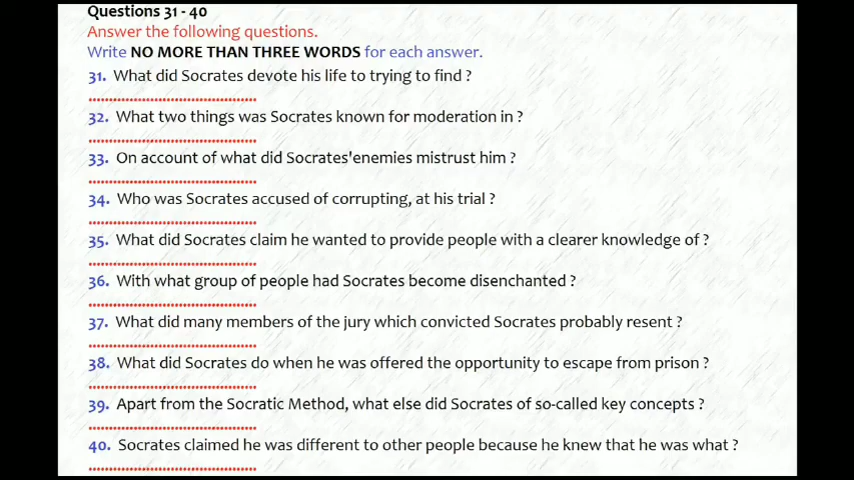 Questions 31 - 40
Answer the following questions.
Write NO MORE THAN THREE WORDS for each answer.
31. What did Socrates devote his life to trying to find ?
..........................................
32. What two things was Socrates known for moderation in ?
..........................................
33. On account of what did Socrates'enemies mistrust him ?
..........................................
34. Who was Socrates accused of corrupting, at his trial ?
..........................................
35. What did Socrates claim he wanted to provide people with a clearer knowledge of ?
..........................................
36. With what group of people had Socrates become disenchanted ?
..........................................
37. What did many members of the jury which convicted Socrates probably resent ?
..........................................
38. What did Socrates do when he was offered the opportunity to escape from prison ?
..........................................
39. Apart from the Socratic Method, what else did Socrates of so-called key concepts ?
..........................................
40. Socrates claimed he was different to other people because he knew that he was what ?
..........................................